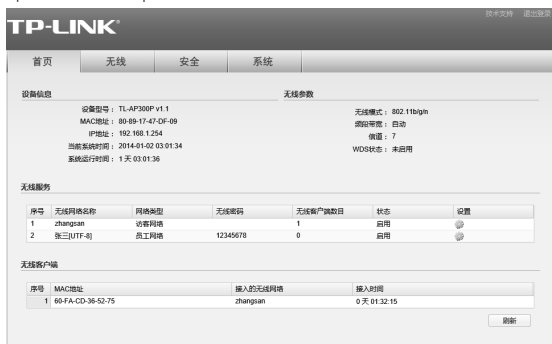 技术支持 退出登录
TP-LINK®
首页 无线 安全 系统
设备信息 无线参数
设备型号： TL-AP300P v1.1
MAC地址： 80-89-17-47-DF-09
IP地址： 192.168.1.254
当前系统时间： 2014-01-02 03:01:34
系统运行时间： 1 天 03:01:36
无线模式： 802.11b/g/n
频段带宽： 自动
信道： 7
WDS状态： 未启用
无线服务
序号 无线网络名称 网络类型 无线密码 无线客户端数目 状态 设置
1 zhangsan 访客网络 1 启用
2 张三[UTF-8] 员工网络 12345678 0 启用
无线客户端
序号 MAC地址 接入的无线网络 接入时间
1 60-FA-CD-36-52-75 zhangsan 0 天 01:32:15
刷新